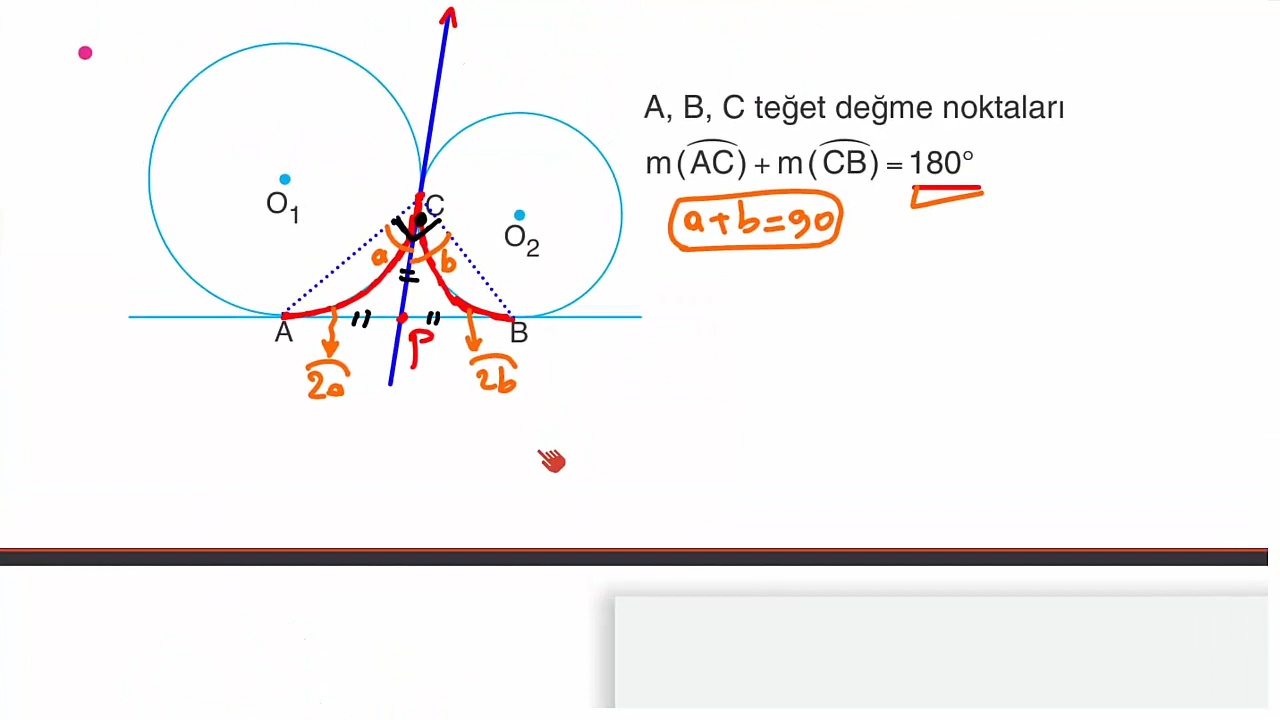 A, B, C teğet değme noktaları
m(AC) + m(CB) = 180°
a+b=90
O₁
C
O₂
a
b
A
P
B
2a
2b